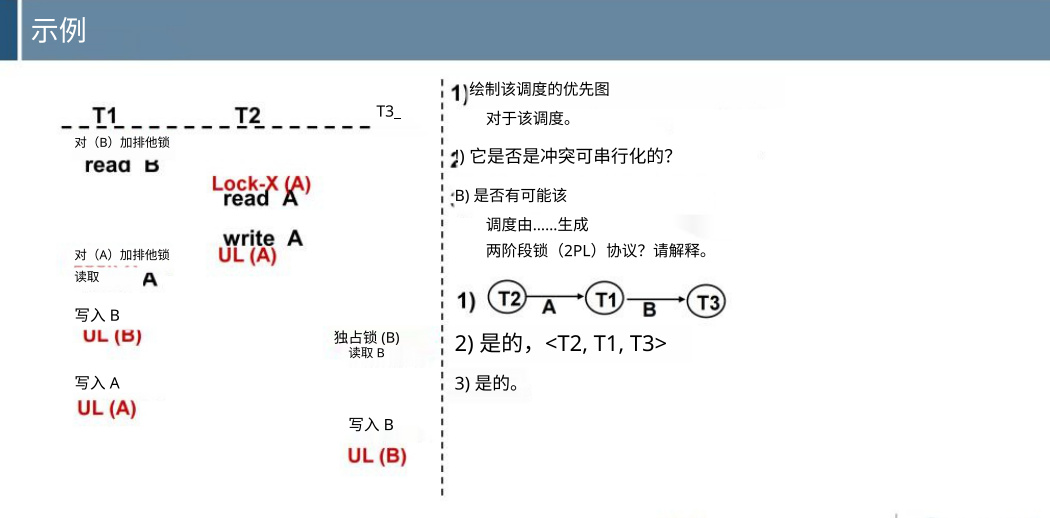 示例
T1 T2 T3_
对（B）加排他锁
read B
Lock-X (A)
read A
write A
UL (A)
对（A）加排他锁
读取 A
写入 B
UL (B)
独占锁 (B)
读取 B
写入 A
UL (A)
写入 B
UL (B)
1) 绘制该调度的优先图
对于该调度。
2) 它是否是冲突可串行化的？
B) 是否有可能该
调度由……生成
两阶段锁（2PL）协议？请解释。
1) T2 A T1 B T3
2) 是的，<T2, T1, T3>
3) 是的。